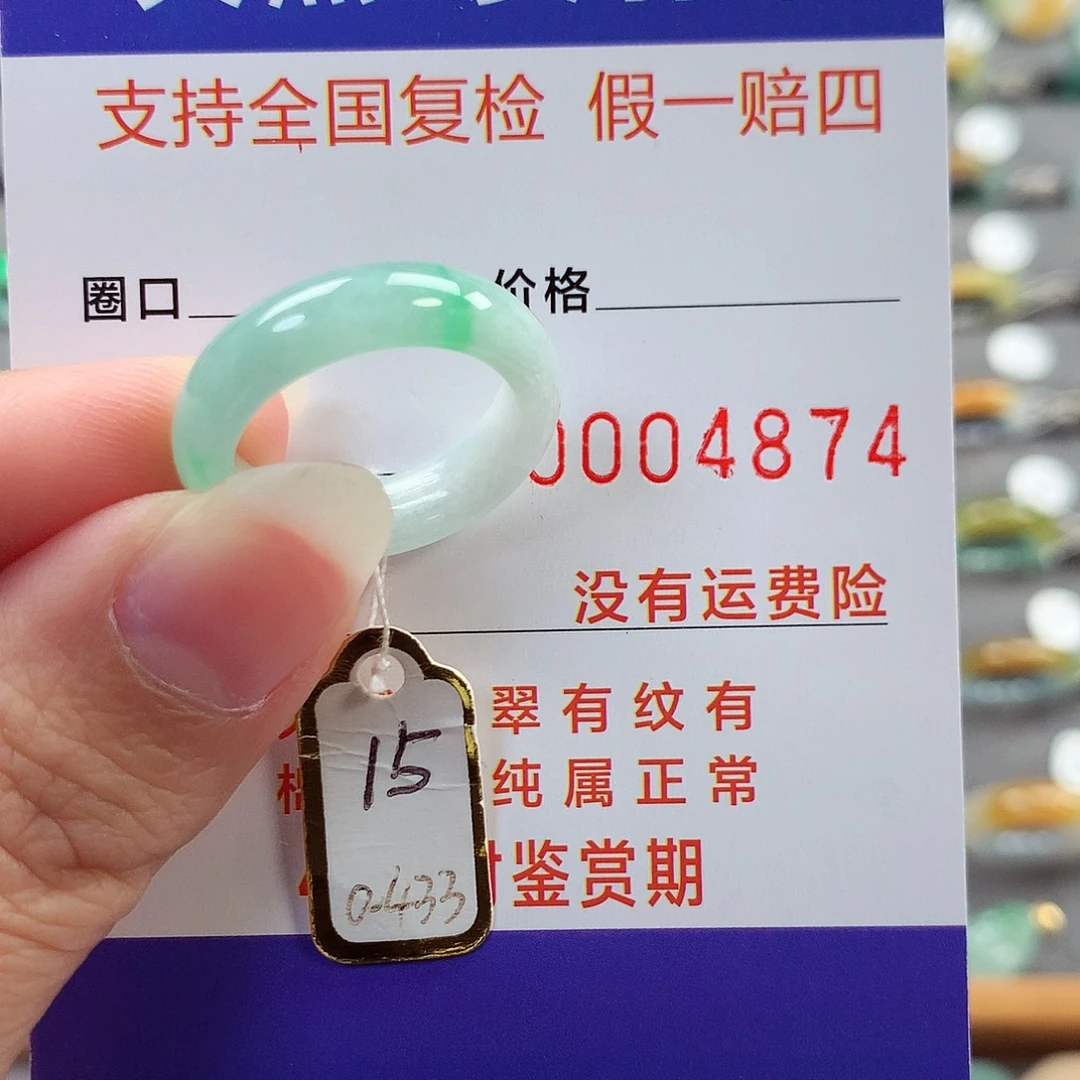 支持全国复检 假一赔四
圈口 价格
0004874
没有运费险
翠有纹有
纯属正常
鉴赏期
15
0-433